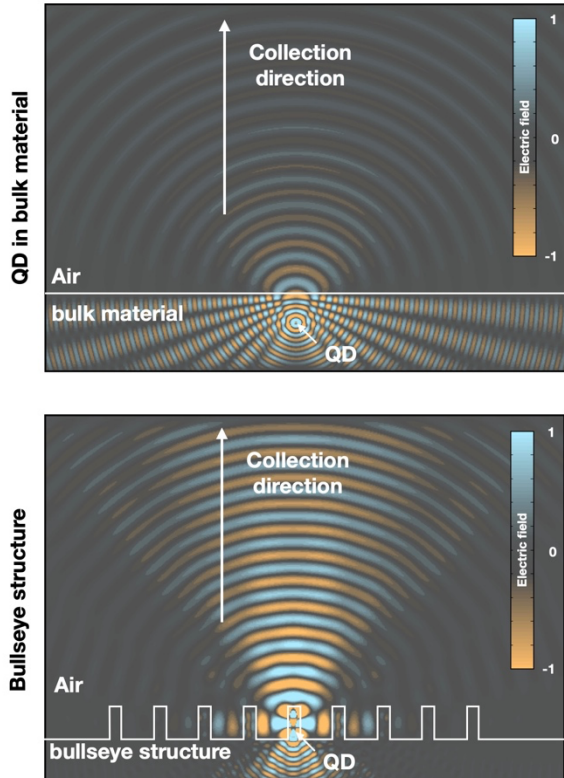 QD in bulk material
Collection
direction
1
0
-1
Electric field
Air
bulk material
QD
Bullseye structure
Collection
direction
1
0
-1
Electric field
Air
bullseye structure
QD